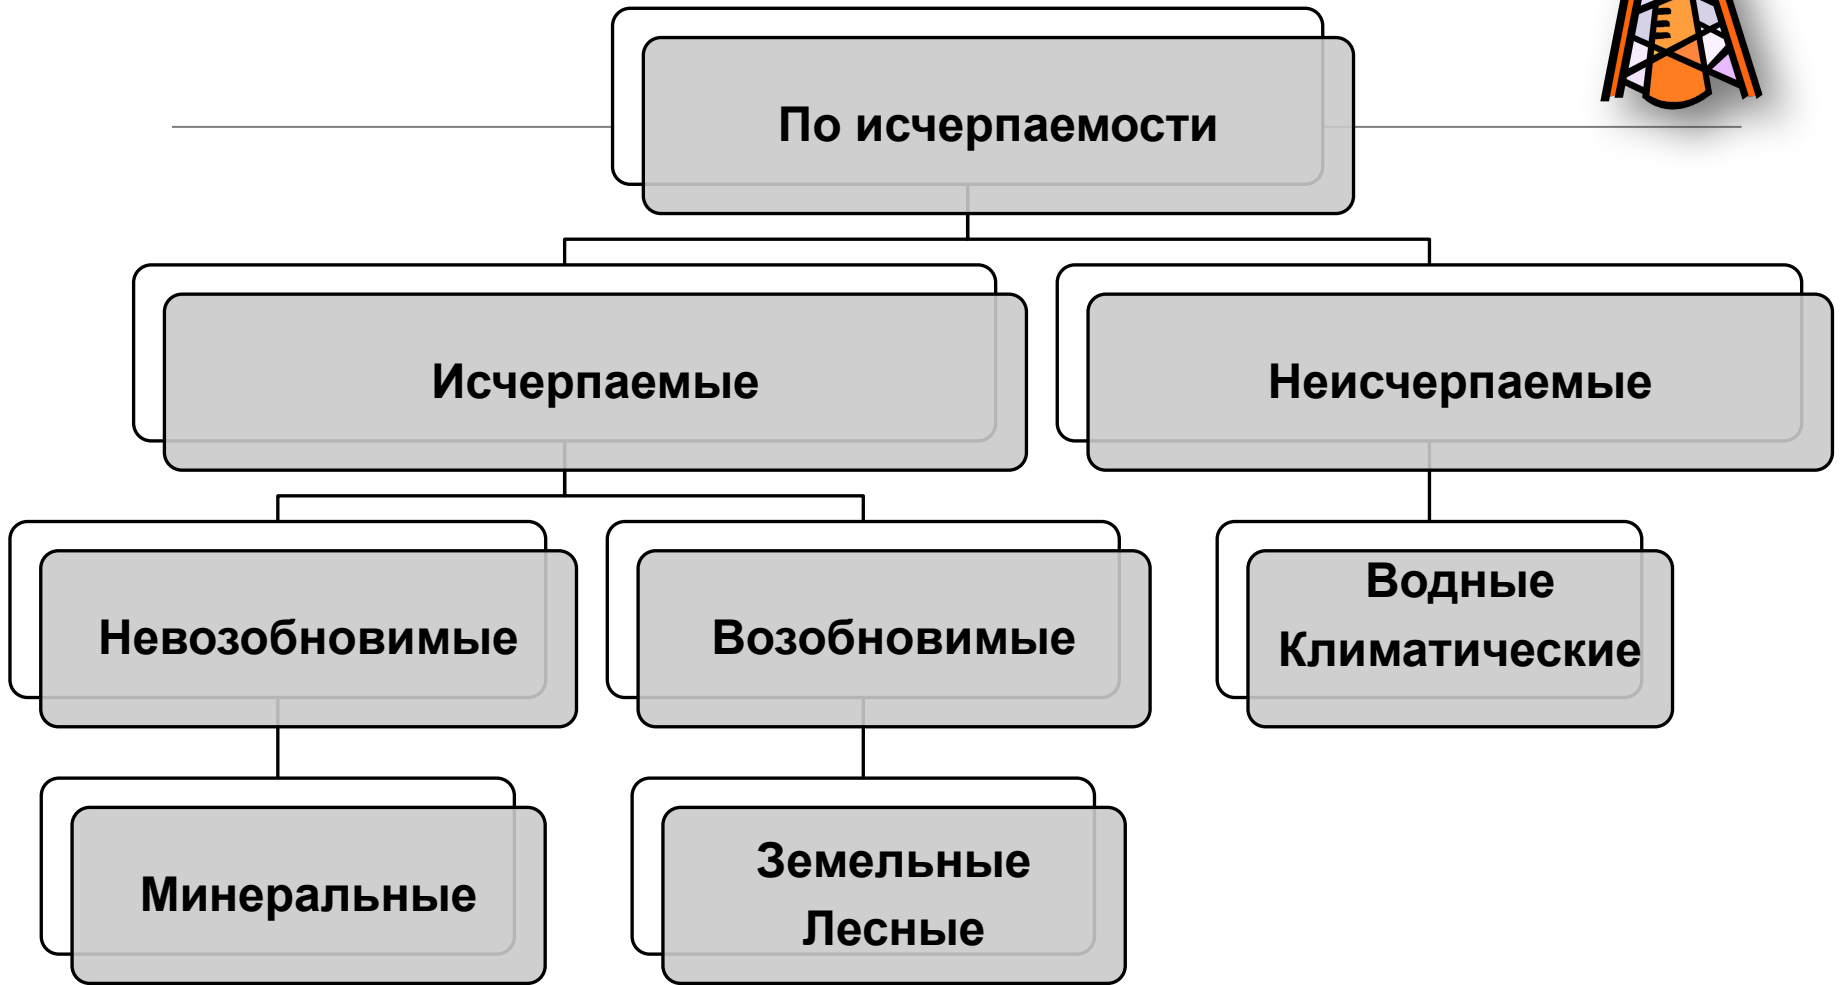 По исчерпаемости
Исчерпаемые
Неисчерпаемые
Невозобновимые
Возобновимые
Водные
Климатические
Минеральные
Земельные
Лесные